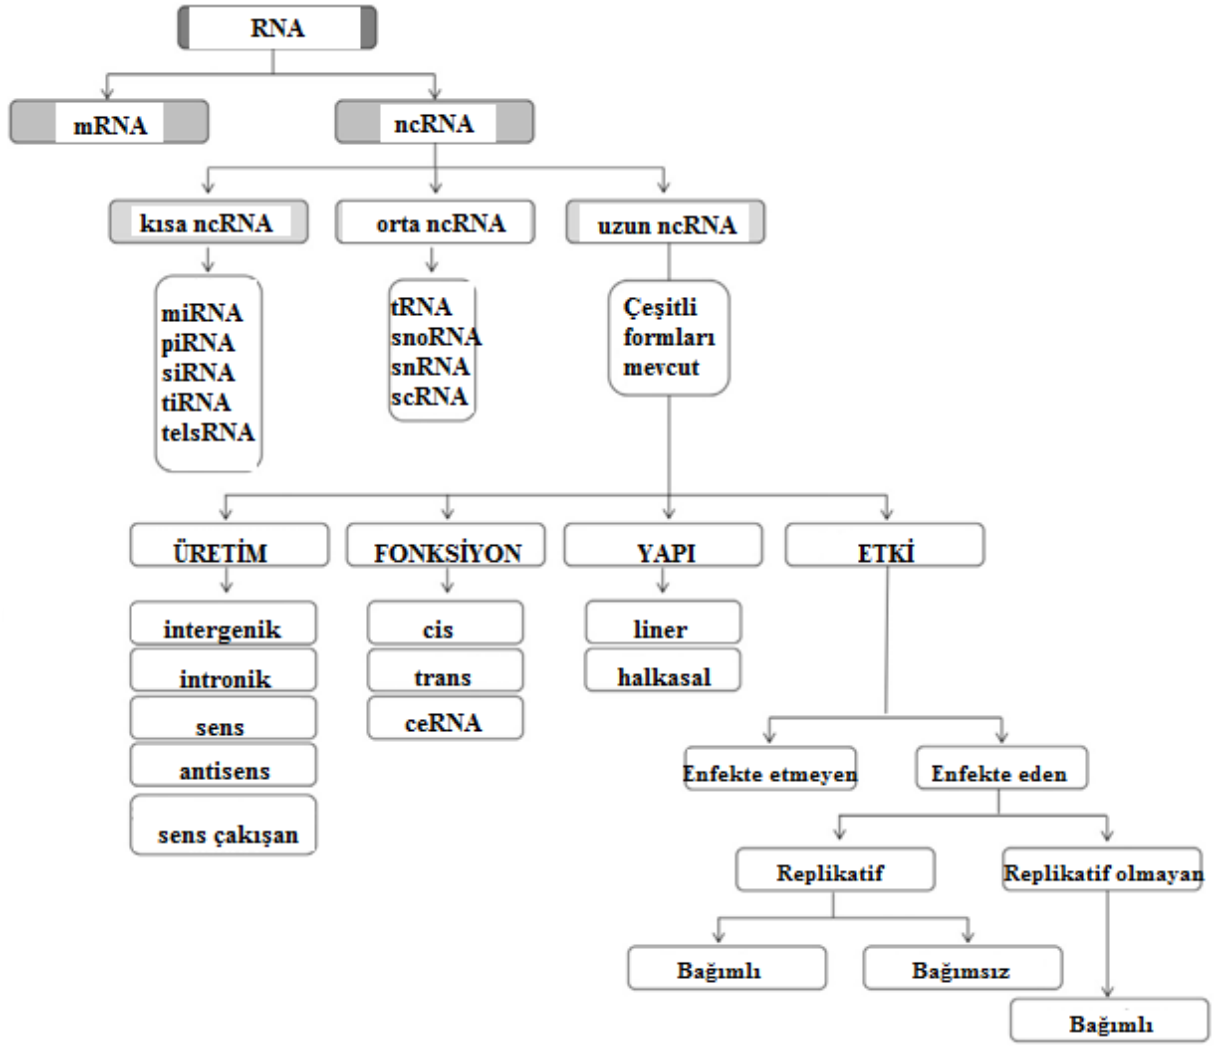 RNA
mRNA
ncRNA
kısa ncRNA
orta ncRNA
uzun ncRNA
miRNA
piRNA
siRNA
tiRNA
telsRNA
tRNA
snoRNA
snRNA
scRNA
Çeşitli
formları
mevcut
ÜRETİM
FONKSİYON
YAPI
ETKİ
intergenik
intronik
sens
antisens
sens çakışan
cis
trans
ceRNA
liner
halkasal
Enfekte etmeyen
Enfekte eden
Replikatif
Replikatif olmayan
Bağımlı
Bağımsız
Bağımlı